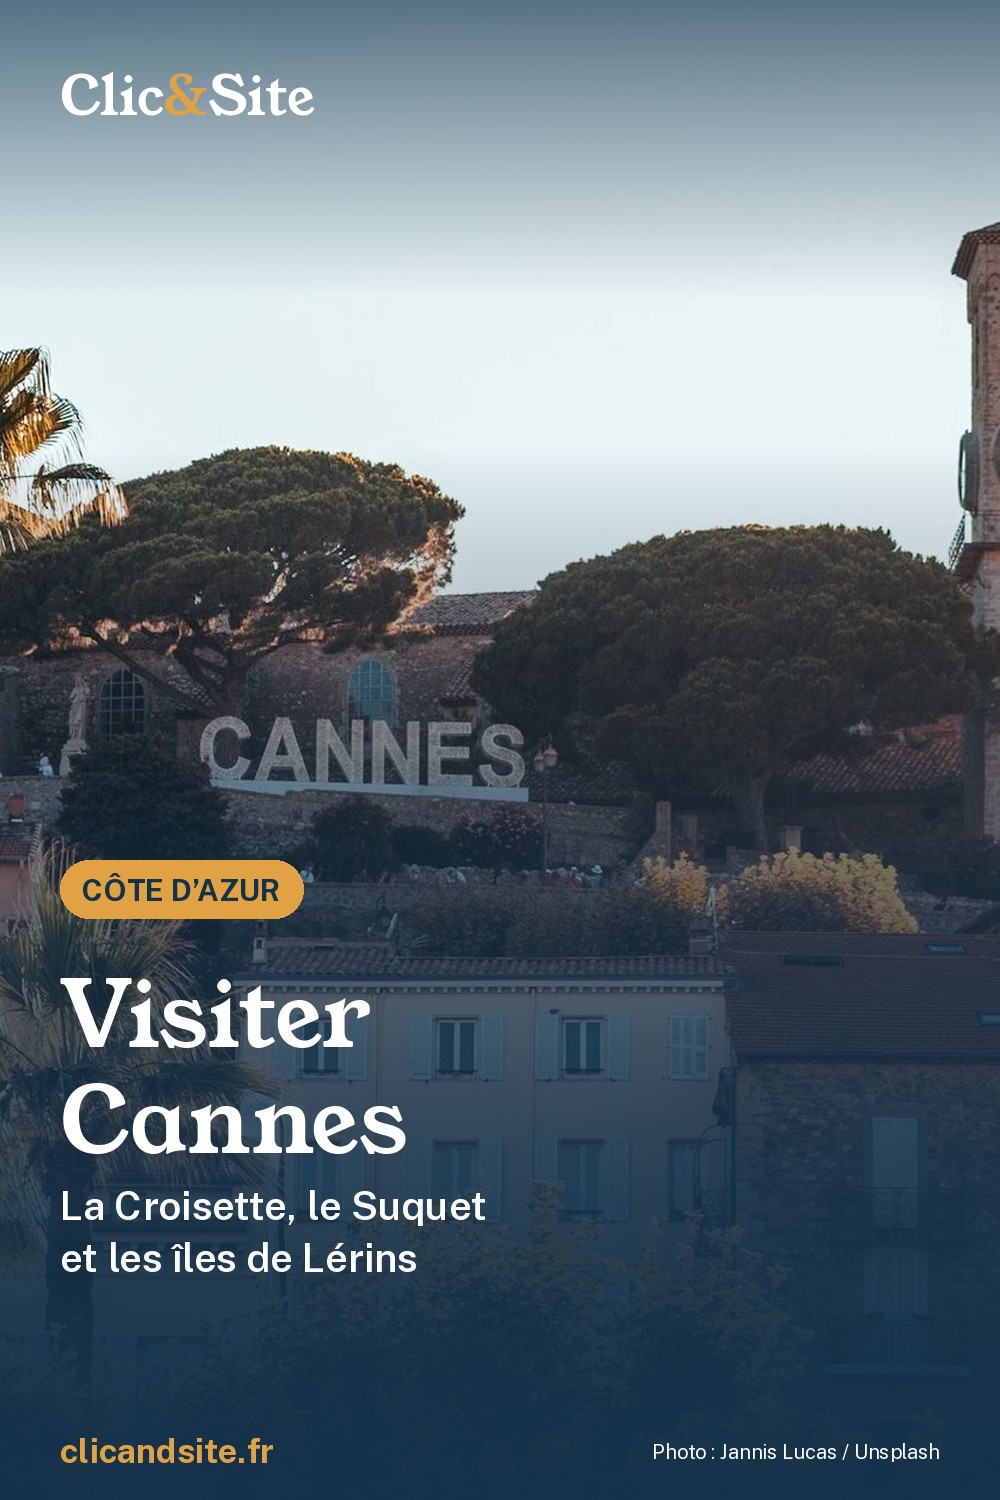 Clic&Site
CANNES
CÔTE D’AZUR
Visiter
Cannes
La Croisette, le Suquet
et les îles de Lérins
clicandsite.fr
Photo : Jannis Lucas / Unsplash